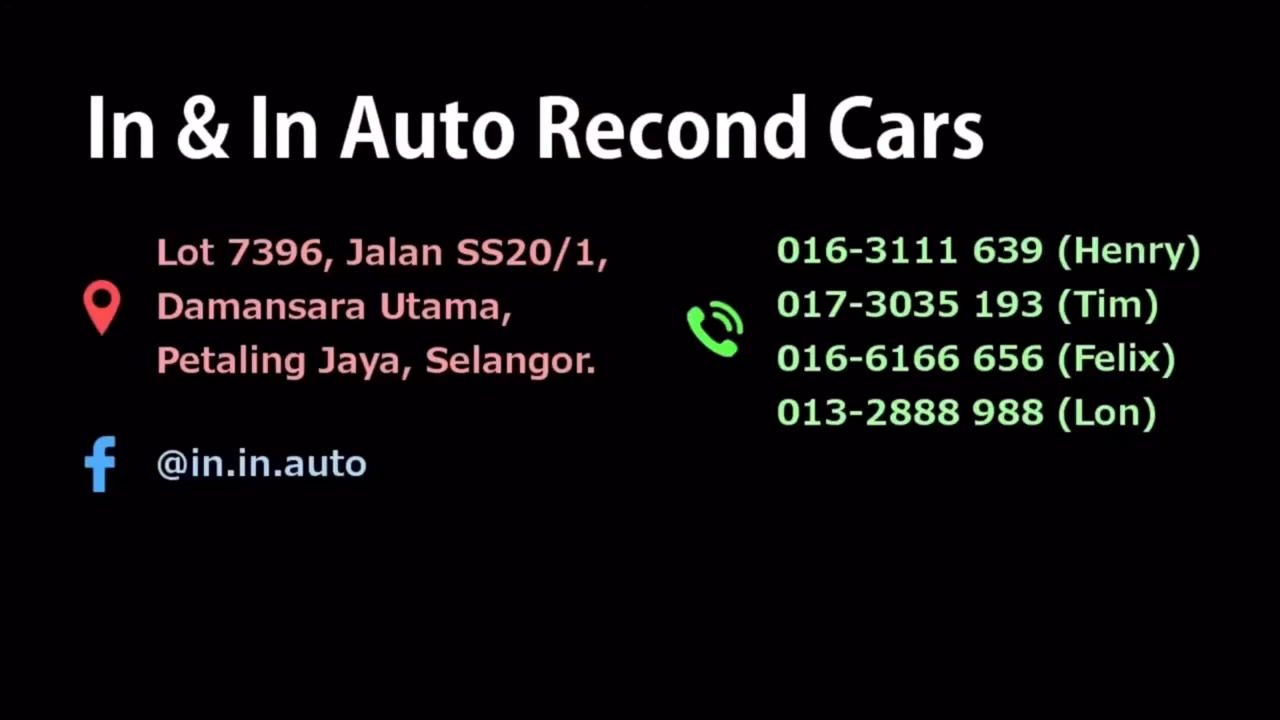 In & In Auto Recond Cars
Lot 7396, Jalan SS20/1,
Damansara Utama,
Petaling Jaya, Selangor.
@in.in.auto
016-3111 639 (Henry)
017-3035 193 (Tim)
016-6166 656 (Felix)
013-2888 988 (Lon)